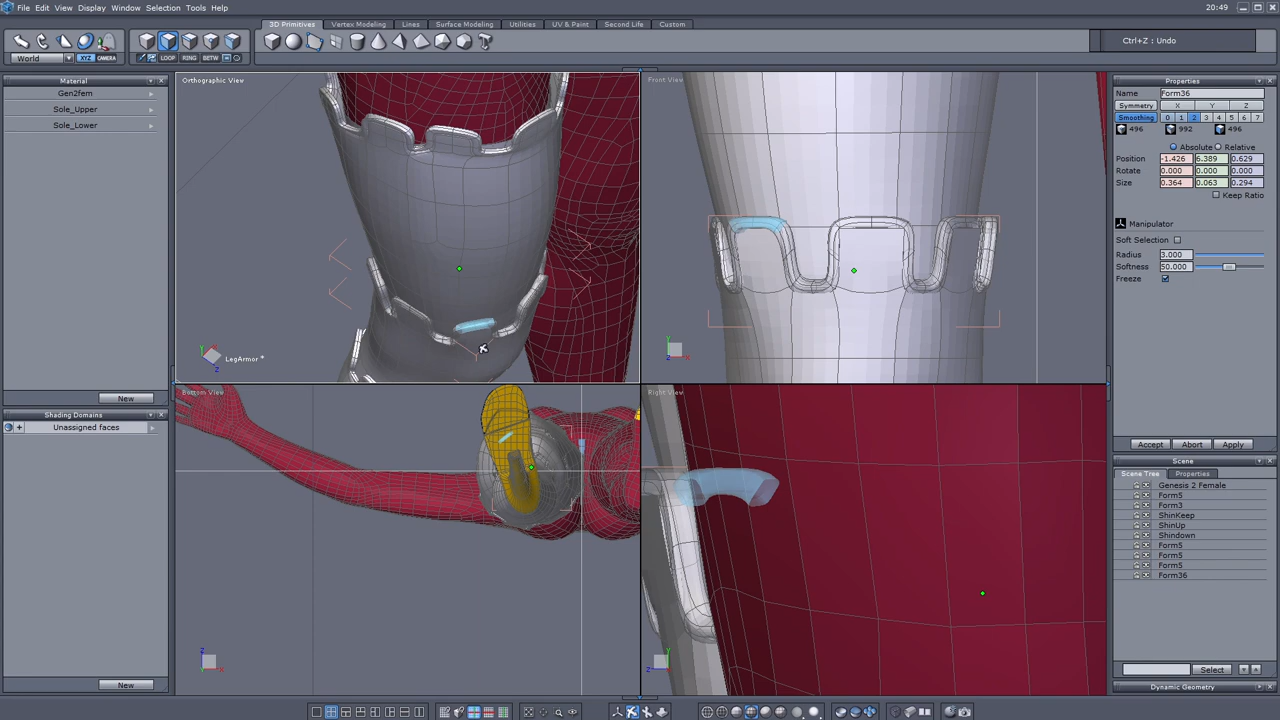 File Edit View Display Window Selection Tools Help
20:49
3D Primitives Vertex Modeling Lines Surface Modeling Utilities UV & Paint Second Life Custom
Ctrl+Z : Undo
World XYZ CAMERA LOOP RING BETW
Material
Gen2fem
Sole_Upper
Sole_Lower
New
Shading Domains
Unassigned faces
New
Orthographic View
LegArmor *
Front View
Bottom View
Right View
Properties
Name Form36
Symmetry X Y Z
Smoothing 0 1 2 3 4 5 6 7
496 992 496
Absolute Relative
Position -1.426 6.389 0.629
Rotate 0.000 0.000 0.000
Size 0.364 0.063 0.294
Keep Ratio
Manipulator
Soft Selection
Radius 3.000
Softness 50.000
Freeze
Accept Abort Apply
Scene
Scene Tree Properties
Genesis 2 Female
Form5
Form3
ShinKeep
ShinUp
Shindown
Form5
Form5
Form5
Form36
Select
Dynamic Geometry